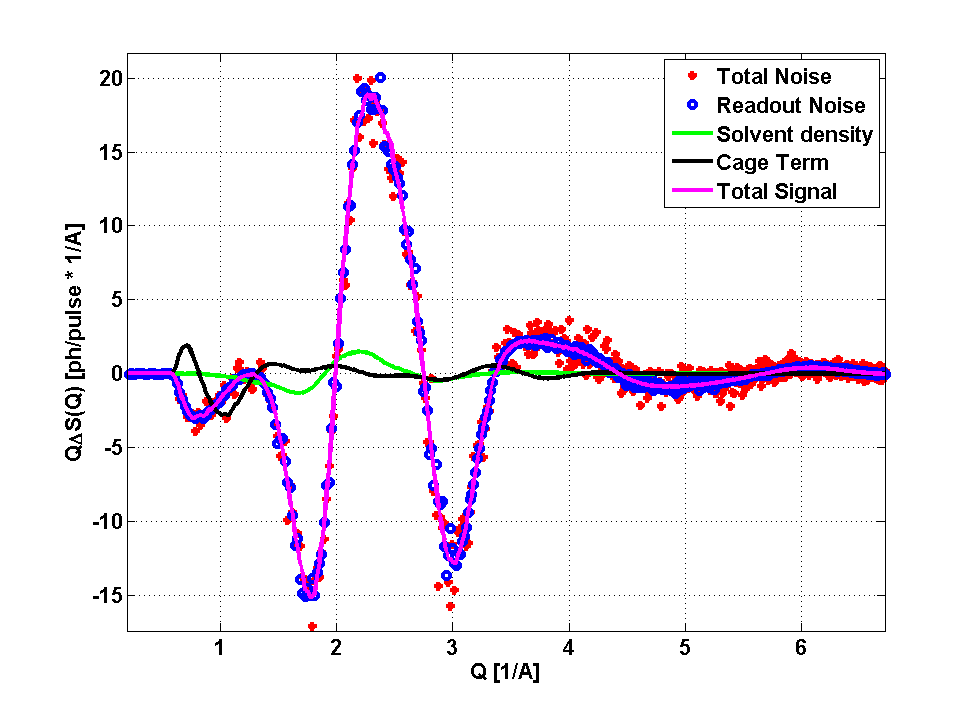 20
15
10
5
0
-5
-10
-15
1 2 3 4 5 6
QΔS(Q) [ph/pulse * 1/A]
Q [1/A]
Total Noise
Readout Noise
Solvent density
Cage Term
Total Signal